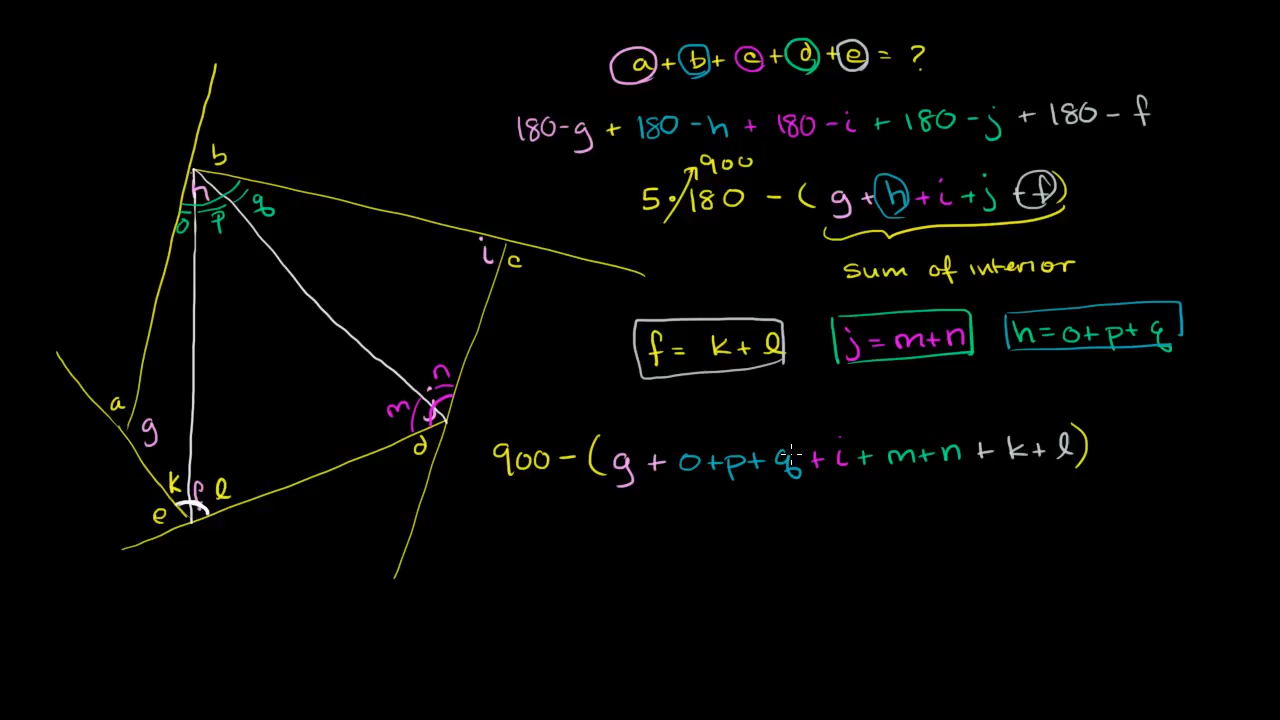 a + b + c + d + e = ?
180-g + 180-h + 180-i + 180-j + 180-f
900
5·180 - ( g + h + i + j + f )
sum of interior
f = k + l
j = m+n
h = o+p+q
900 - ( g + o+p+q + i + m+n + k+l )
b
h
o
p
q
i
c
n
m
j
d
a
g
k
f
l
e